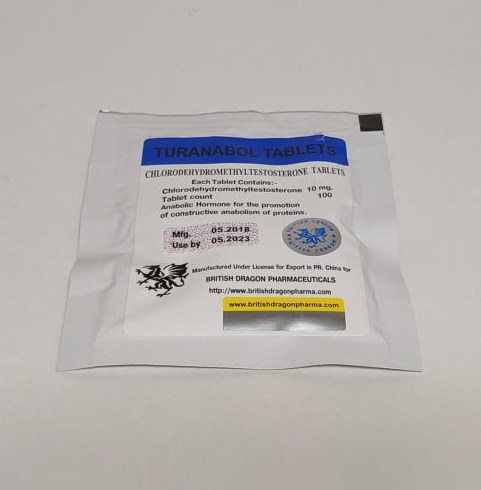 TURANABOL TABLETS
CHLORODEHYDROMETHYLTESTOSTERONE TABLETS
Each Tablet Contains:-
Chlorodehydromethyltestosterone 10 mg.
Tablet count 100
Anabolic Hormone for the promotion
of constructive anabolism of proteins.
Mfg. 05.2018
Use by 05.2023
Manufactured Under License for Export in PR. China for
BRITISH DRAGON PHARMACEUTICALS
http://www.britishdragonpharma.com
www.britishdragonpharma.com